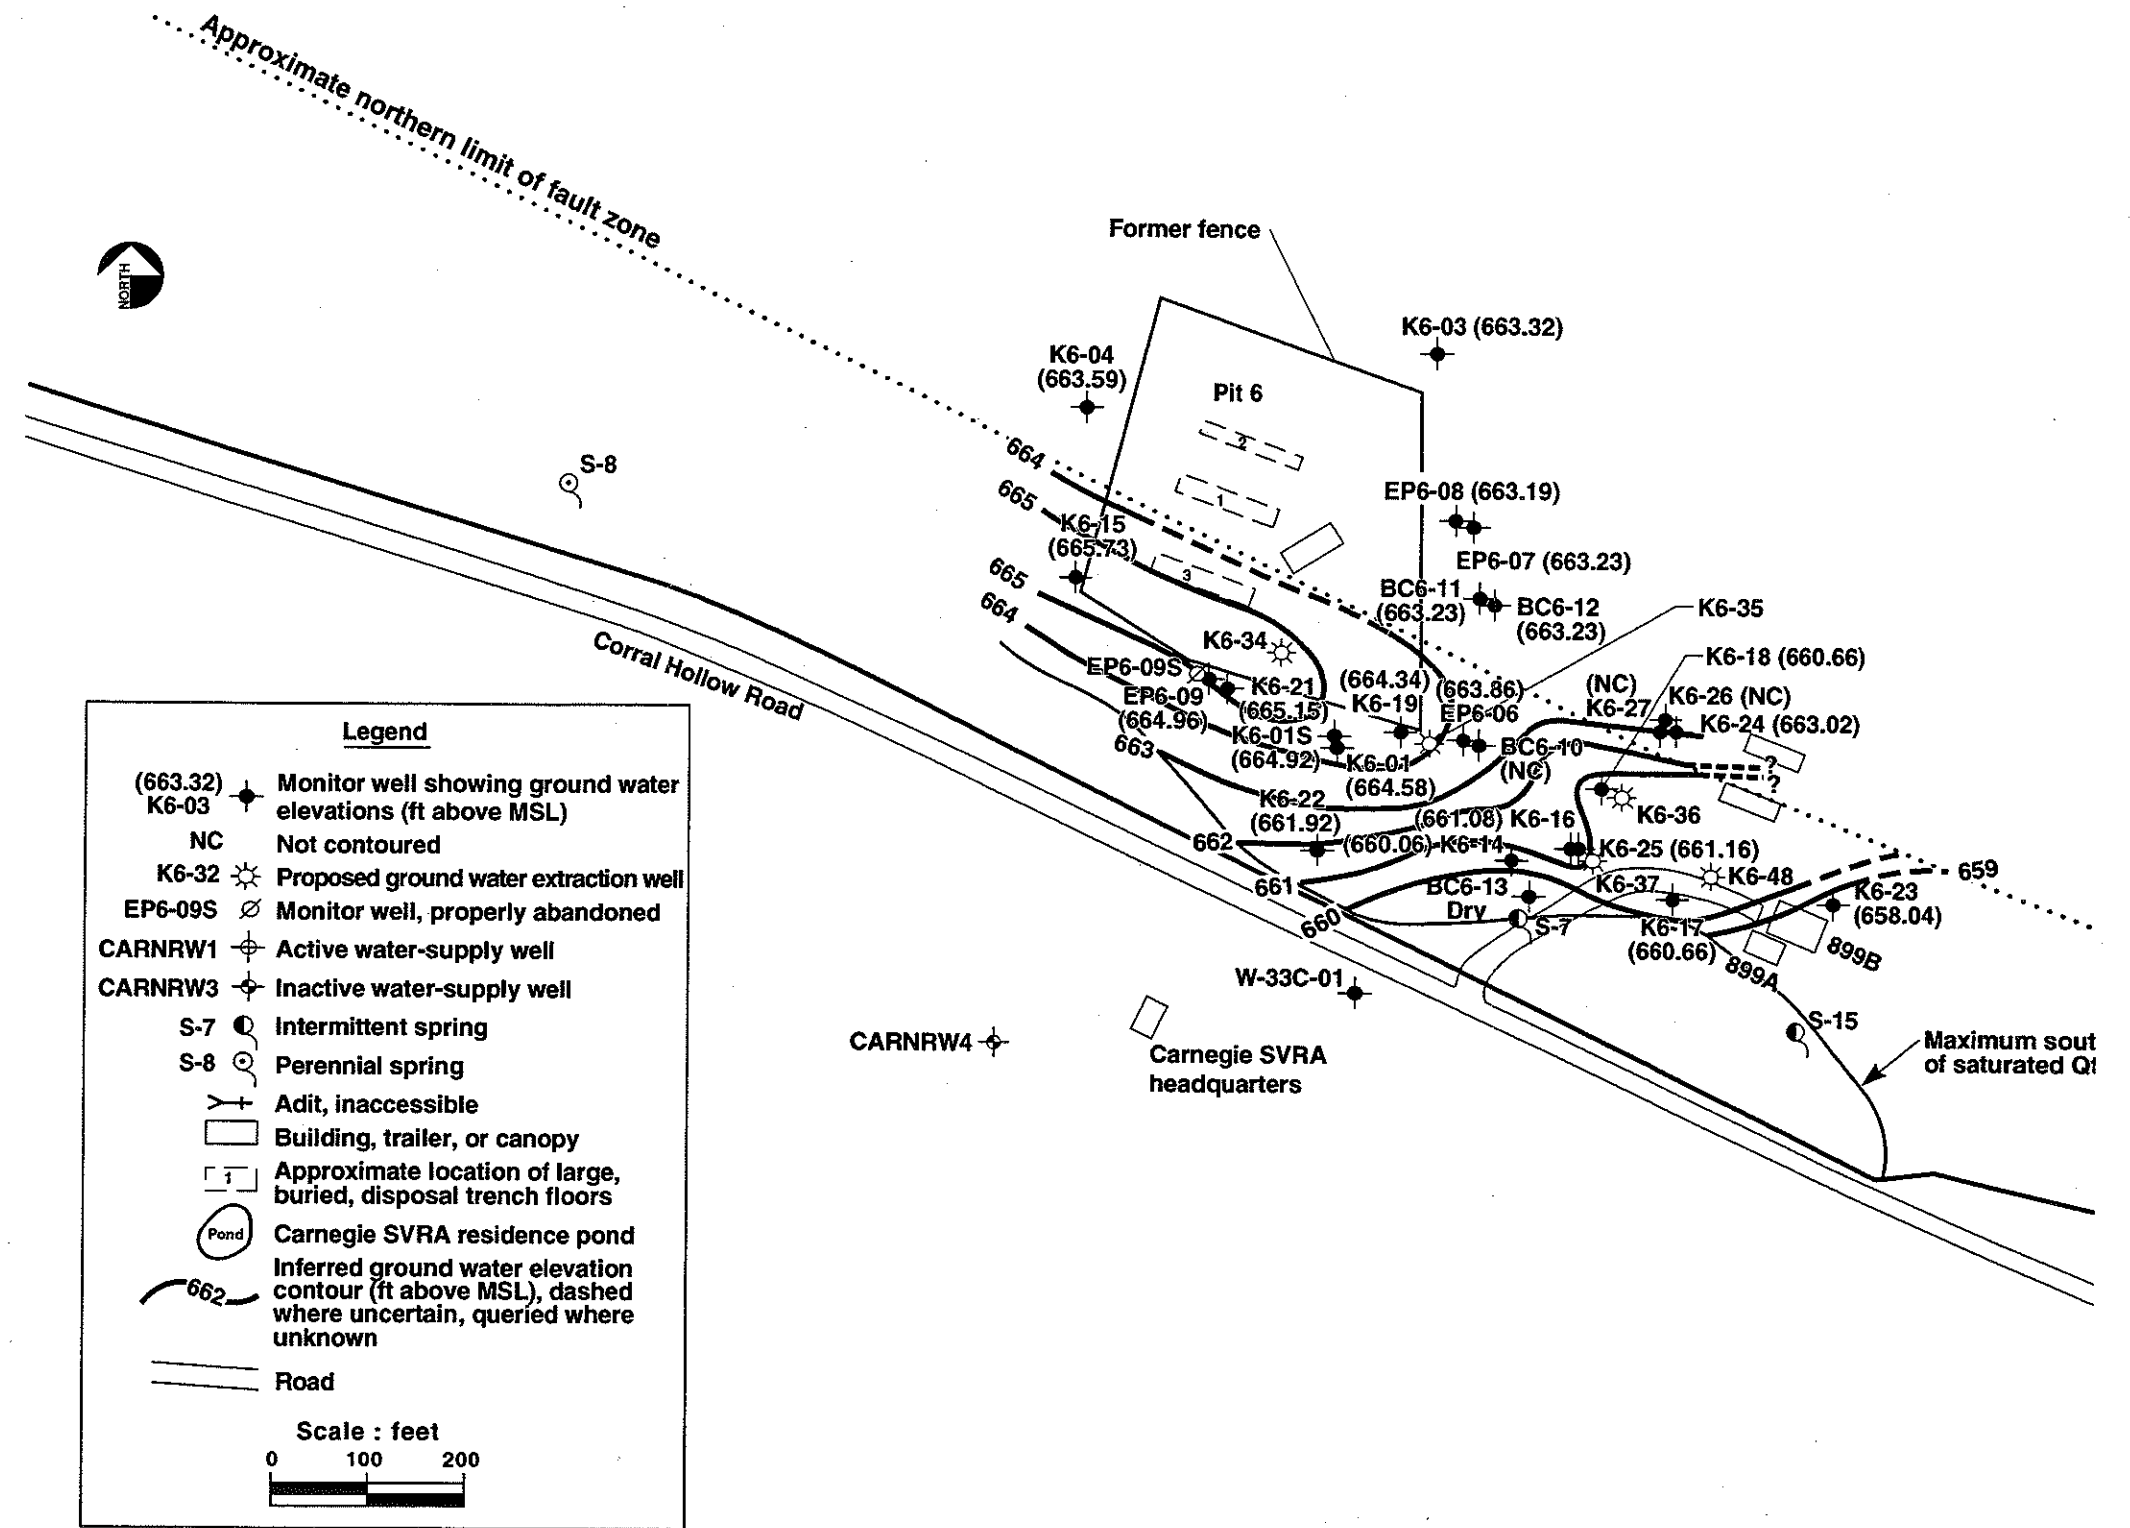 Approximate northern limit of fault zone
NORTH
Former fence
K6-03 (663.32)
K6-04
(663.59)
Pit 6
2
1
3
S-8
664
665
K6-15
(665.73)
665
664
EP6-08 (663.19)
EP6-07 (663.23)
BC6-11
(663.23)
BC6-12
(663.23)
K6-35
K6-34
K6-18 (660.66)
EP6-09S
EP6-09
(664.96)
K6-21
(665.15)
(664.34)
K6-19
(663.86)
EP6-06
(NC)
K6-27
K6-26 (NC)
K6-24 (663.02)
Corral Hollow Road
663
K6-01S
(664.92)
K6-01
(664.58)
BC6-10
(NC)
?
?
K6-22
(661.92)
(661.08)
K6-16
K6-36
662
(660.06)
K6-14
K6-25 (661.16)
661
BC6-13
Dry
K6-37
K6-48
659
K6-23
(658.04)
660
S-7
K6-17
(660.66)
899A
899B
W-33C-01
CARNRW4
Carnegie SVRA
headquarters
S-15
Maximum sout
of saturated
Legend
(663.32)
K6-03
Monitor well showing ground water
elevations (ft above MSL)
NC Not contoured
K6-32 Proposed ground water extraction well
EP6-09S Monitor well, properly abandoned
CARNRW1 Active water-supply well
CARNRW3 Inactive water-supply well
S-7 Intermittent spring
S-8 Perennial spring
Adit, inaccessible
Building, trailer, or canopy
1
Approximate location of large,
buried, disposal trench floors
Pond Carnegie SVRA residence pond
662
Inferred ground water elevation
contour (ft above MSL), dashed
where uncertain, queried where
unknown
Road
Scale : feet
0 100 200